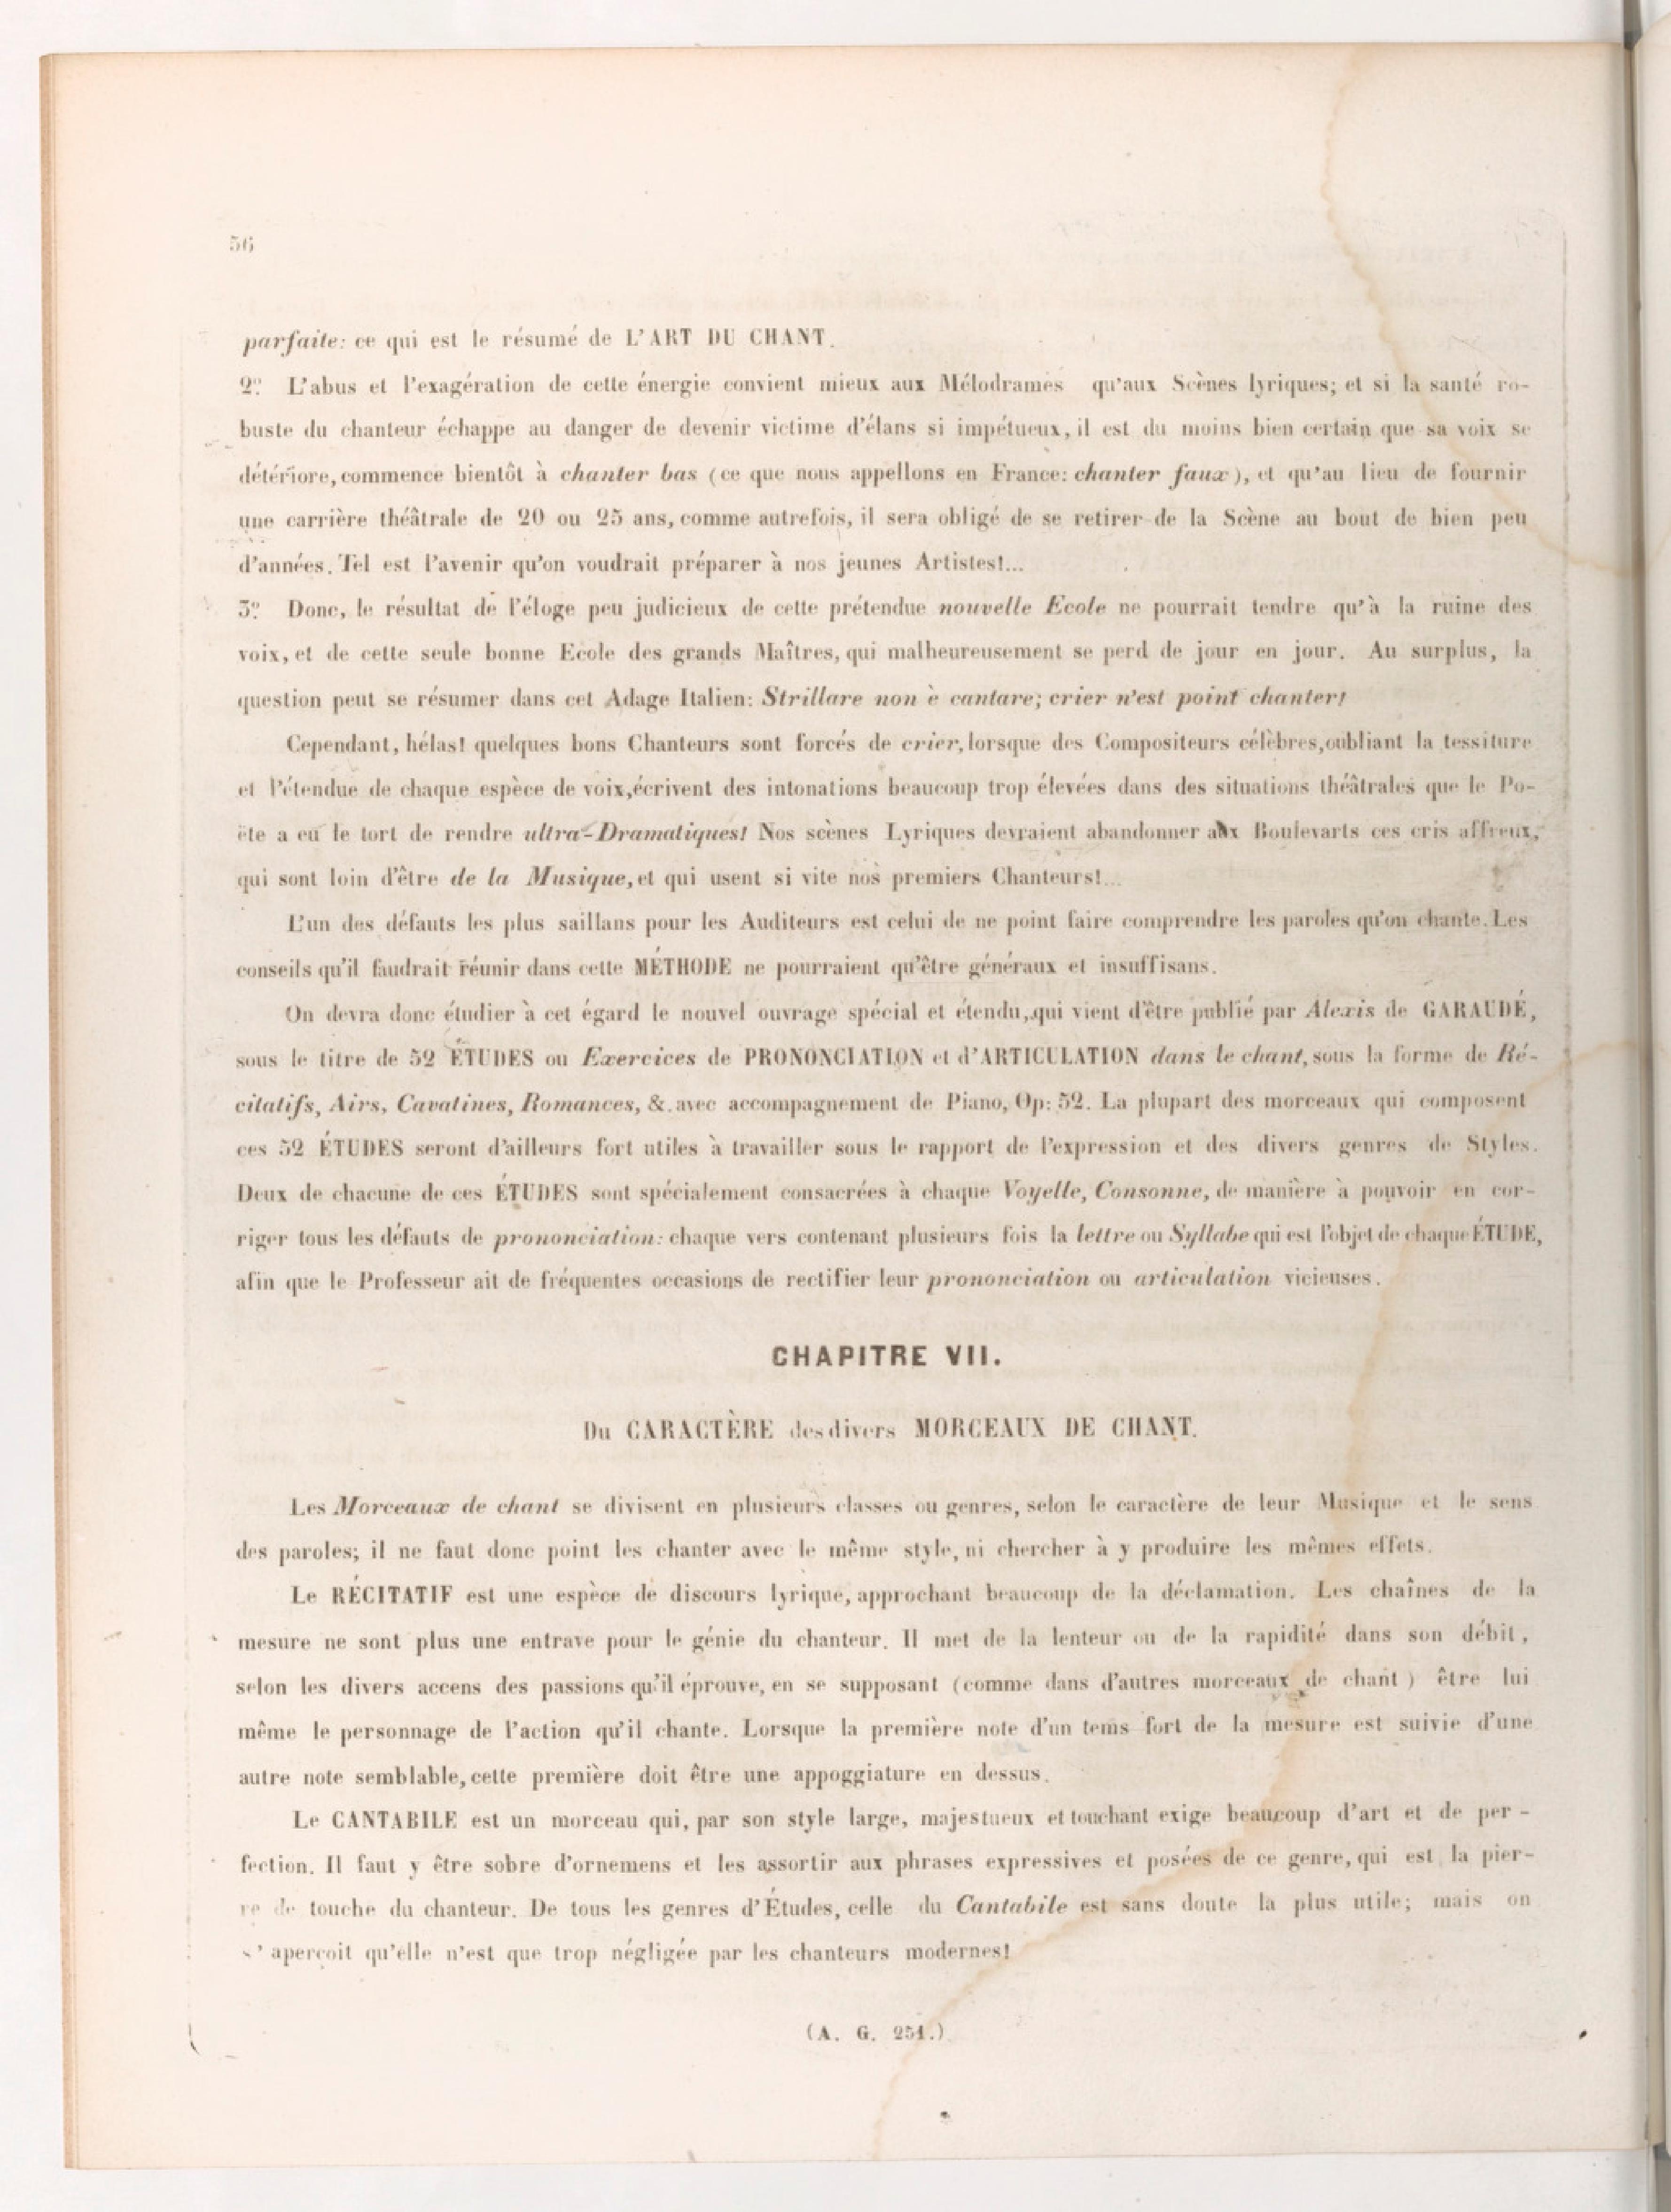 56
parfaite: ce qui est le résumé de L'ART DU CHANT.
2º. L'abus et l'exagération de cette énergie convient mieux aux Mélodrames qu'aux Scènes lyriques; et si la santé ro-
buste du chanteur échappe au danger de devenir victime d'élans si impétueux, il est du moins bien certain que sa voix se
détériore, commence bientôt à chanter bas (ce que nous appellons en France: chanter faux), et qu'au lieu de fournir
une carrière théâtrale de 20 ou 25 ans, comme autrefois, il sera obligé de se retirer de la Scène au bout de bien peu
d'années. Tel est l'avenir qu'on voudrait préparer à nos jeunes Artistes!...
3º. Donc, le résultat de l'éloge peu judicieux de cette prétendue nouvelle Ecole ne pourrait tendre qu'à la ruine des
voix, et de cette seule bonne Ecole des grands Maîtres, qui malheureusement se perd de jour en jour. Au surplus, la
question peut se résumer dans cet Adage Italien: Strillare non è cantare; crier n'est point chanter!
Cependant, hélas! quelques bons Chanteurs sont forcés de crier, lorsque des Compositeurs célèbres, oubliant la tessiture
et l'étendue de chaque espèce de voix, écrivent des intonations beaucoup trop élevées dans des situations théâtrales que le Po-
ëte a eu le tort de rendre ultra-Dramatiques! Nos scènes Lyriques devraient abandonner aux Boulevarts ces cris affreux,
qui sont loin d'être de la Musique, et qui usent si vite nos premiers Chanteurs!...
L'un des défauts les plus saillans pour les Auditeurs est celui de ne point faire comprendre les paroles qu'on chante. Les
conseils qu'il faudrait réunir dans cette MÉTHODE ne pourraient qu'être généraux et insuffisans.
On devra donc étudier à cet égard le nouvel ouvrage spécial et étendu, qui vient d'être publié par Alexis de GARAUDÉ,
sous le titre de 52 ÉTUDES ou Exercices de PRONONCIATION et d'ARTICULATION dans le chant, sous la forme de Ré-
citatifs, Airs, Cavatines, Romances, &. avec accompagnement de Piano, Op: 52. La plupart des morceaux qui composent
ces 52 ÉTUDES seront d'ailleurs fort utiles à travailler sous le rapport de l'expression et des divers genres de Styles.
Deux de chacune de ces ÉTUDES sont spécialement consacrées à chaque Voyelle, Consonne, de manière à pouvoir en cor-
riger tous les défauts de prononciation: chaque vers contenant plusieurs fois la lettre ou Syllabe qui est l'objet de chaque ÉTUDE,
afin que le Professeur ait de fréquentes occasions de rectifier leur prononciation ou articulation vicieuses.
CHAPITRE VII.
Du CARACTÈRE des divers MORCEAUX DE CHANT.
Les Morceaux de chant se divisent en plusieurs classes ou genres, selon le caractère de leur Musique et le sens
des paroles; il ne faut donc point les chanter avec le même style, ni chercher à y produire les mêmes effets.
Le RÉCITATIF est une espèce de discours lyrique, approchant beaucoup de la déclamation. Les chaînes de la
mesure ne sont plus une entrave pour le génie du chanteur. Il met de la lenteur ou de la rapidité dans son débit,
selon les divers accens des passions qu'il éprouve, en se supposant (comme dans d'autres morceaux de chant) être lui
même le personnage de l'action qu'il chante. Lorsque la première note d'un tems fort de la mesure est suivie d'une
autre note semblable, cette première doit être une appoggiature en dessus.
Le CANTABILE est un morceau qui, par son style large, majestueux et touchant exige beaucoup d'art et de per-
fection. Il faut y être sobre d'ornemens et les assortir aux phrases expressives et posées de ce genre, qui est la pier-
re de touche du chanteur. De tous les genres d'Études, celle du Cantabile est sans doute la plus utile; mais on
s'aperçoit qu'elle n'est que trop négligée par les chanteurs modernes!
(A. G. 251.)